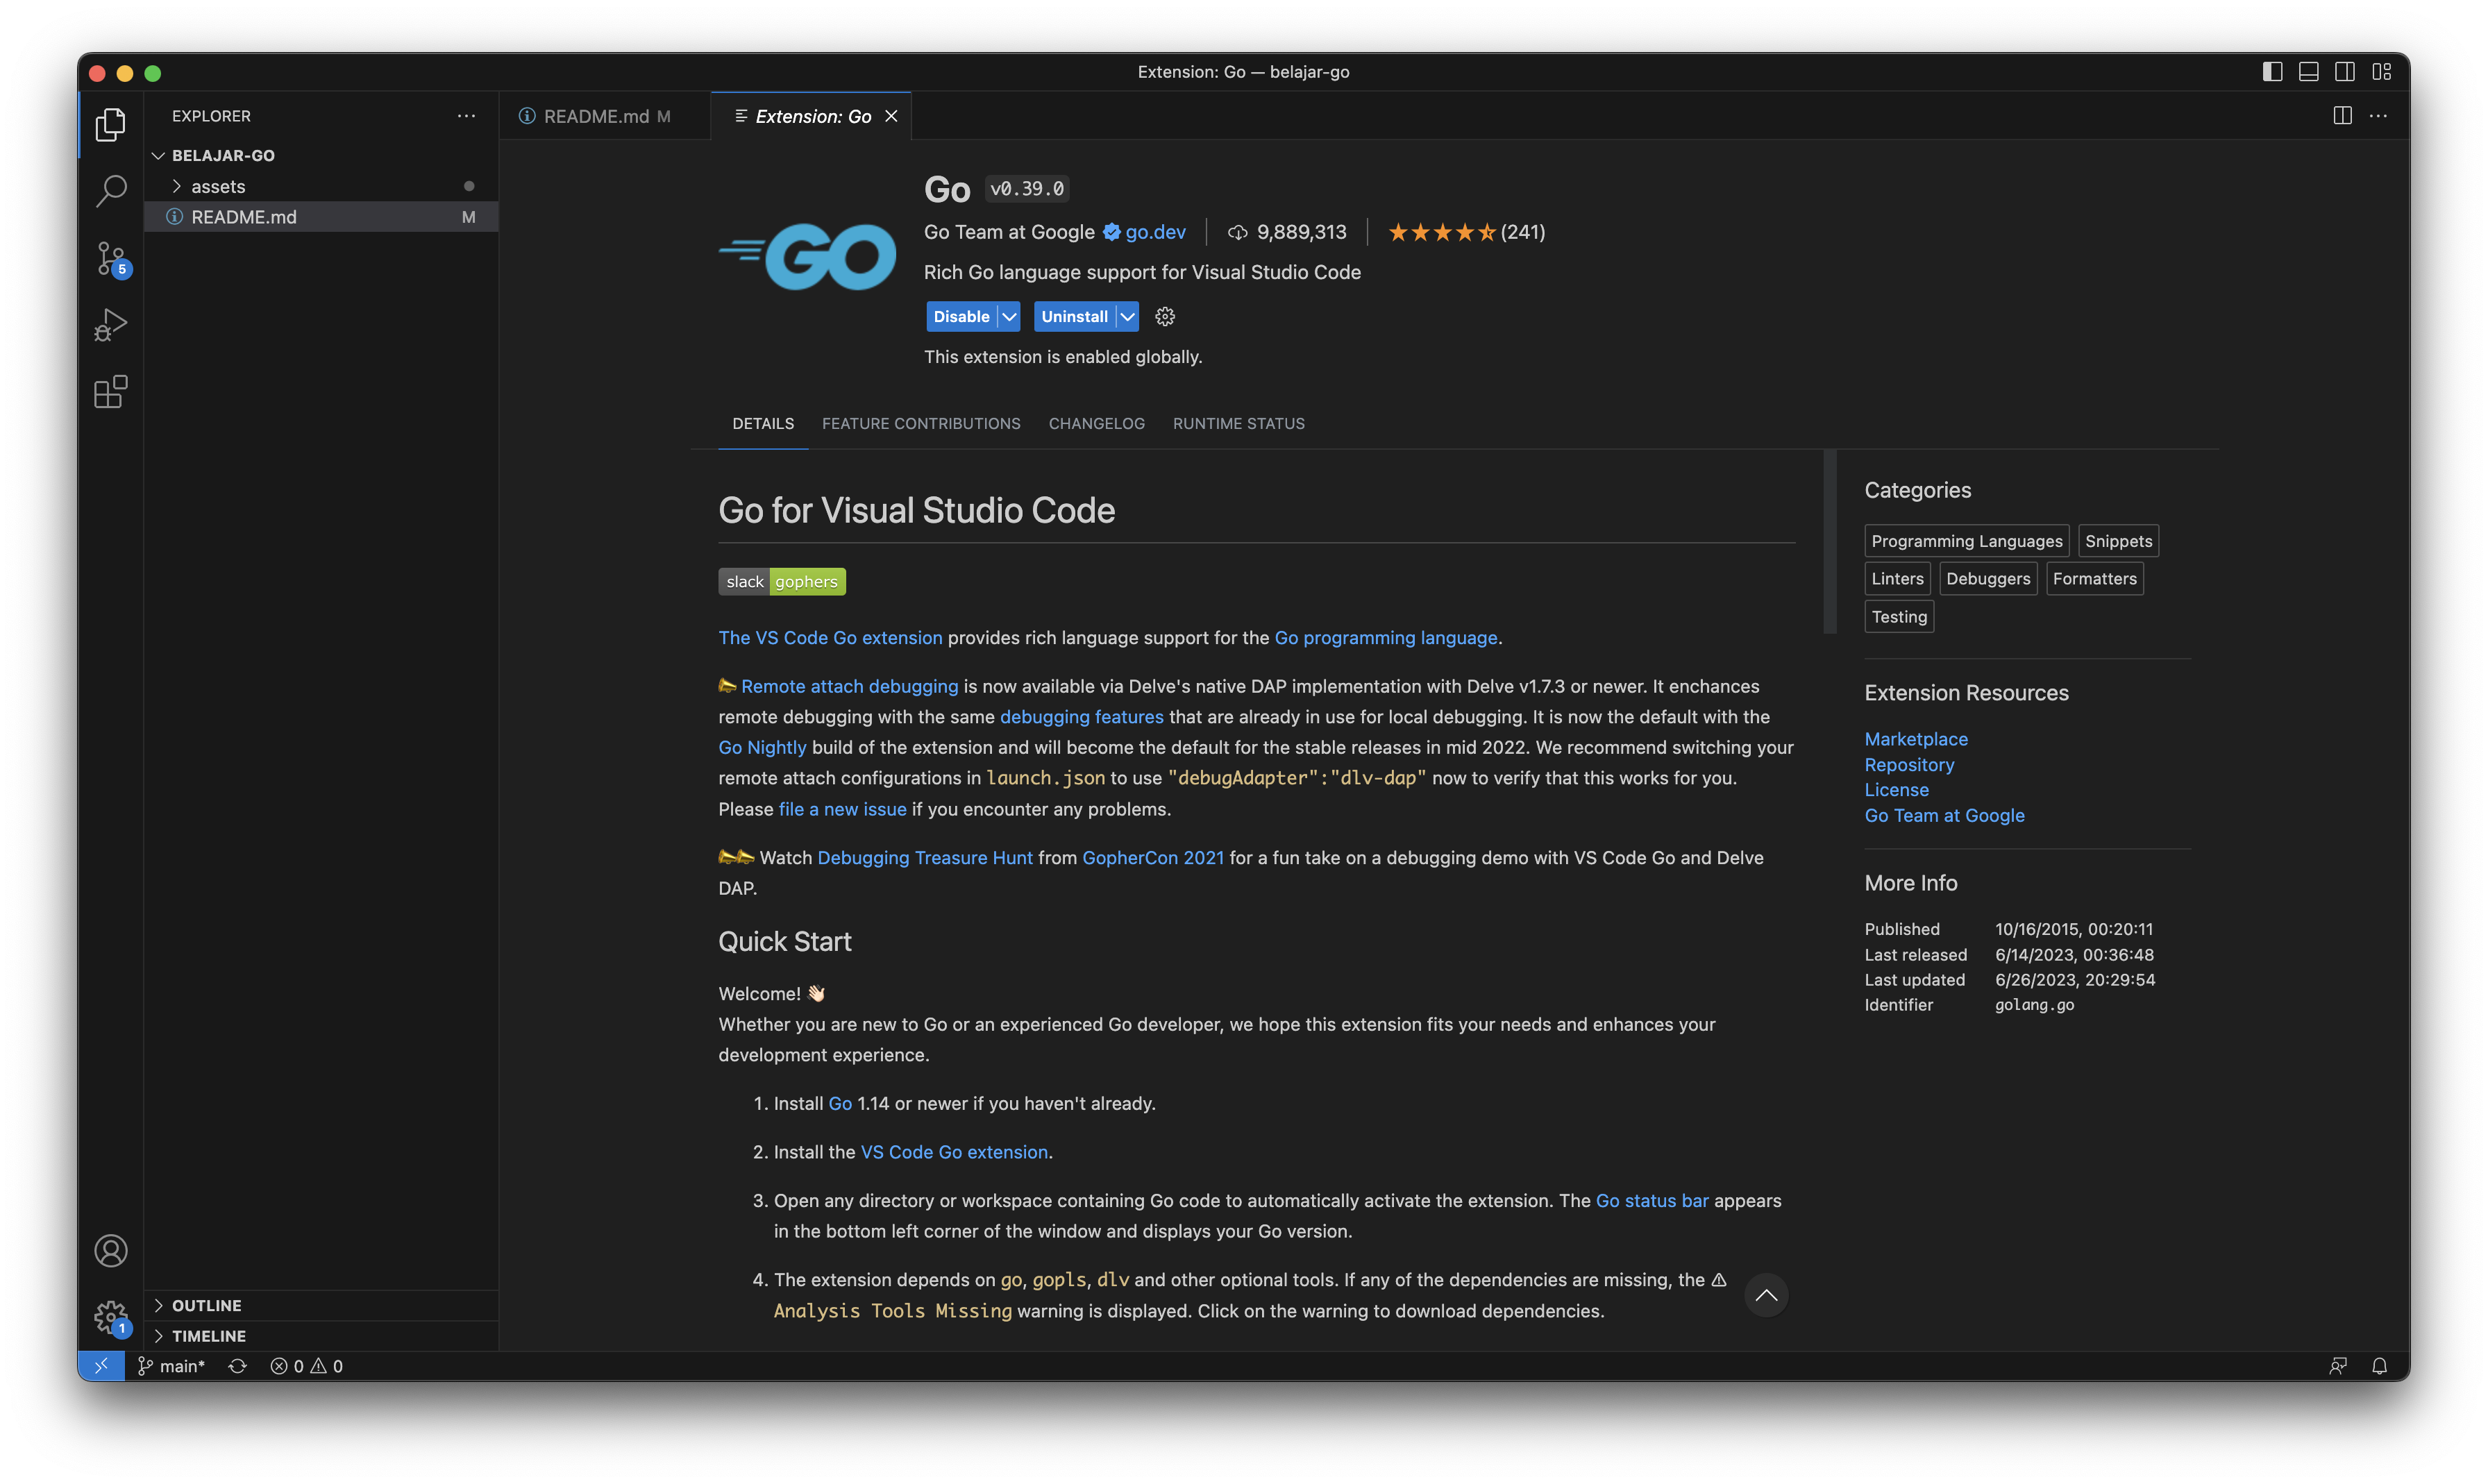 Extension: Go — belajar-go
EXPLORER
BELAJAR-GO
assets
README.md M
5
1
OUTLINE
TIMELINE
README.md M
Extension: Go
GO
Go v0.39.0
Go Team at Google go.dev 9,889,313 (241)
Rich Go language support for Visual Studio Code
Disable Uninstall
This extension is enabled globally.
DETAILS FEATURE CONTRIBUTIONS CHANGELOG RUNTIME STATUS
Go for Visual Studio Code
slack gophers
The VS Code Go extension provides rich language support for the Go programming language.
Remote attach debugging is now available via Delve's native DAP implementation with Delve v1.7.3 or newer. It enchances
remote debugging with the same debugging features that are already in use for local debugging. It is now the default with the
Go Nightly build of the extension and will become the default for the stable releases in mid 2022. We recommend switching your
remote attach configurations in launch.json to use "debugAdapter":"dlv-dap" now to verify that this works for you.
Please file a new issue if you encounter any problems.
Watch Debugging Treasure Hunt from GopherCon 2021 for a fun take on a debugging demo with VS Code Go and Delve
DAP.
Quick Start
Welcome! 👋🏻
Whether you are new to Go or an experienced Go developer, we hope this extension fits your needs and enhances your
development experience.
1. Install Go 1.14 or newer if you haven't already.
2. Install the VS Code Go extension.
3. Open any directory or workspace containing Go code to automatically activate the extension. The Go status bar appears
in the bottom left corner of the window and displays your Go version.
4. The extension depends on go, gopls, dlv and other optional tools. If any of the dependencies are missing, the ⚠
Analysis Tools Missing warning is displayed. Click on the warning to download dependencies.
Categories
Programming Languages Snippets
Linters Debuggers Formatters
Testing
Extension Resources
Marketplace
Repository
License
Go Team at Google
More Info
Published 10/16/2015, 00:20:11
Last released 6/14/2023, 00:36:48
Last updated 6/26/2023, 20:29:54
Identifier golang.go
main* 0 0